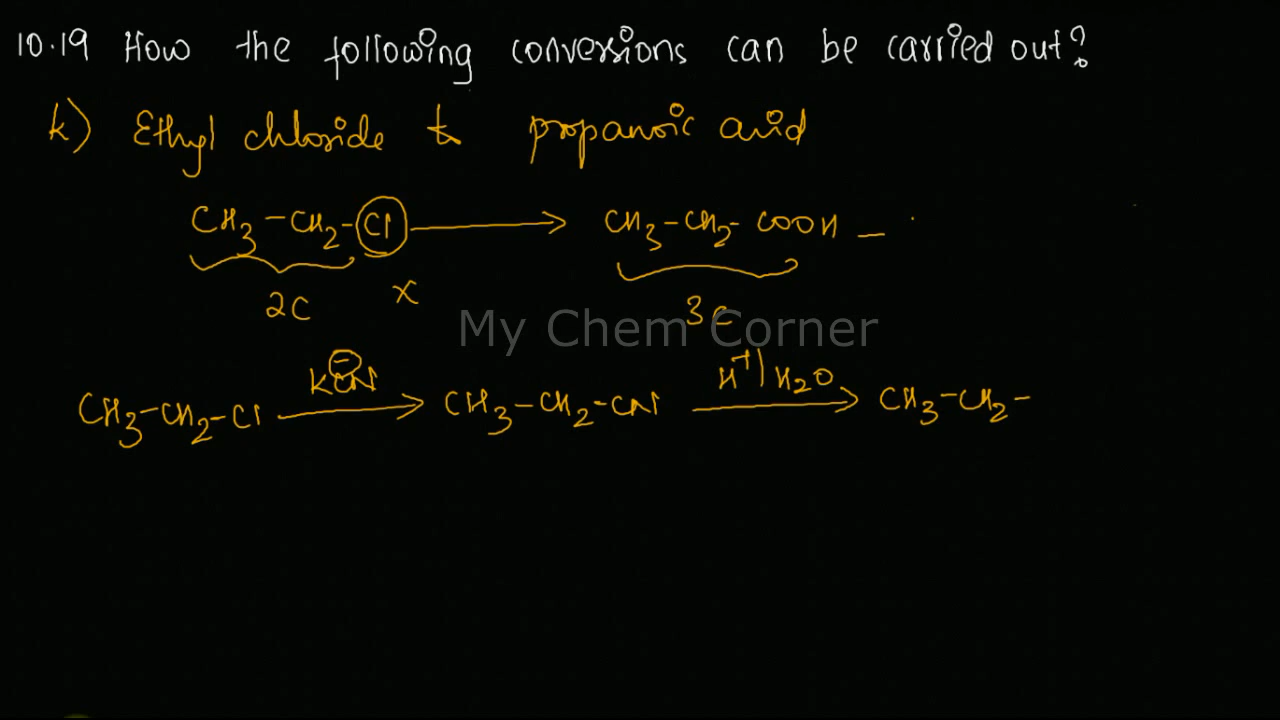 10.19 How the following conversions can be carried out?
k) Ethyl chloride to propanoic acid
CH3-CH2-Cl → CH3-CH2-COOH -
2C x 3C
My Chem Corner
KCN⊖ H+/H2O
CH3-CH2-Cl → CH3-CH2-CN → CH3-CH2-